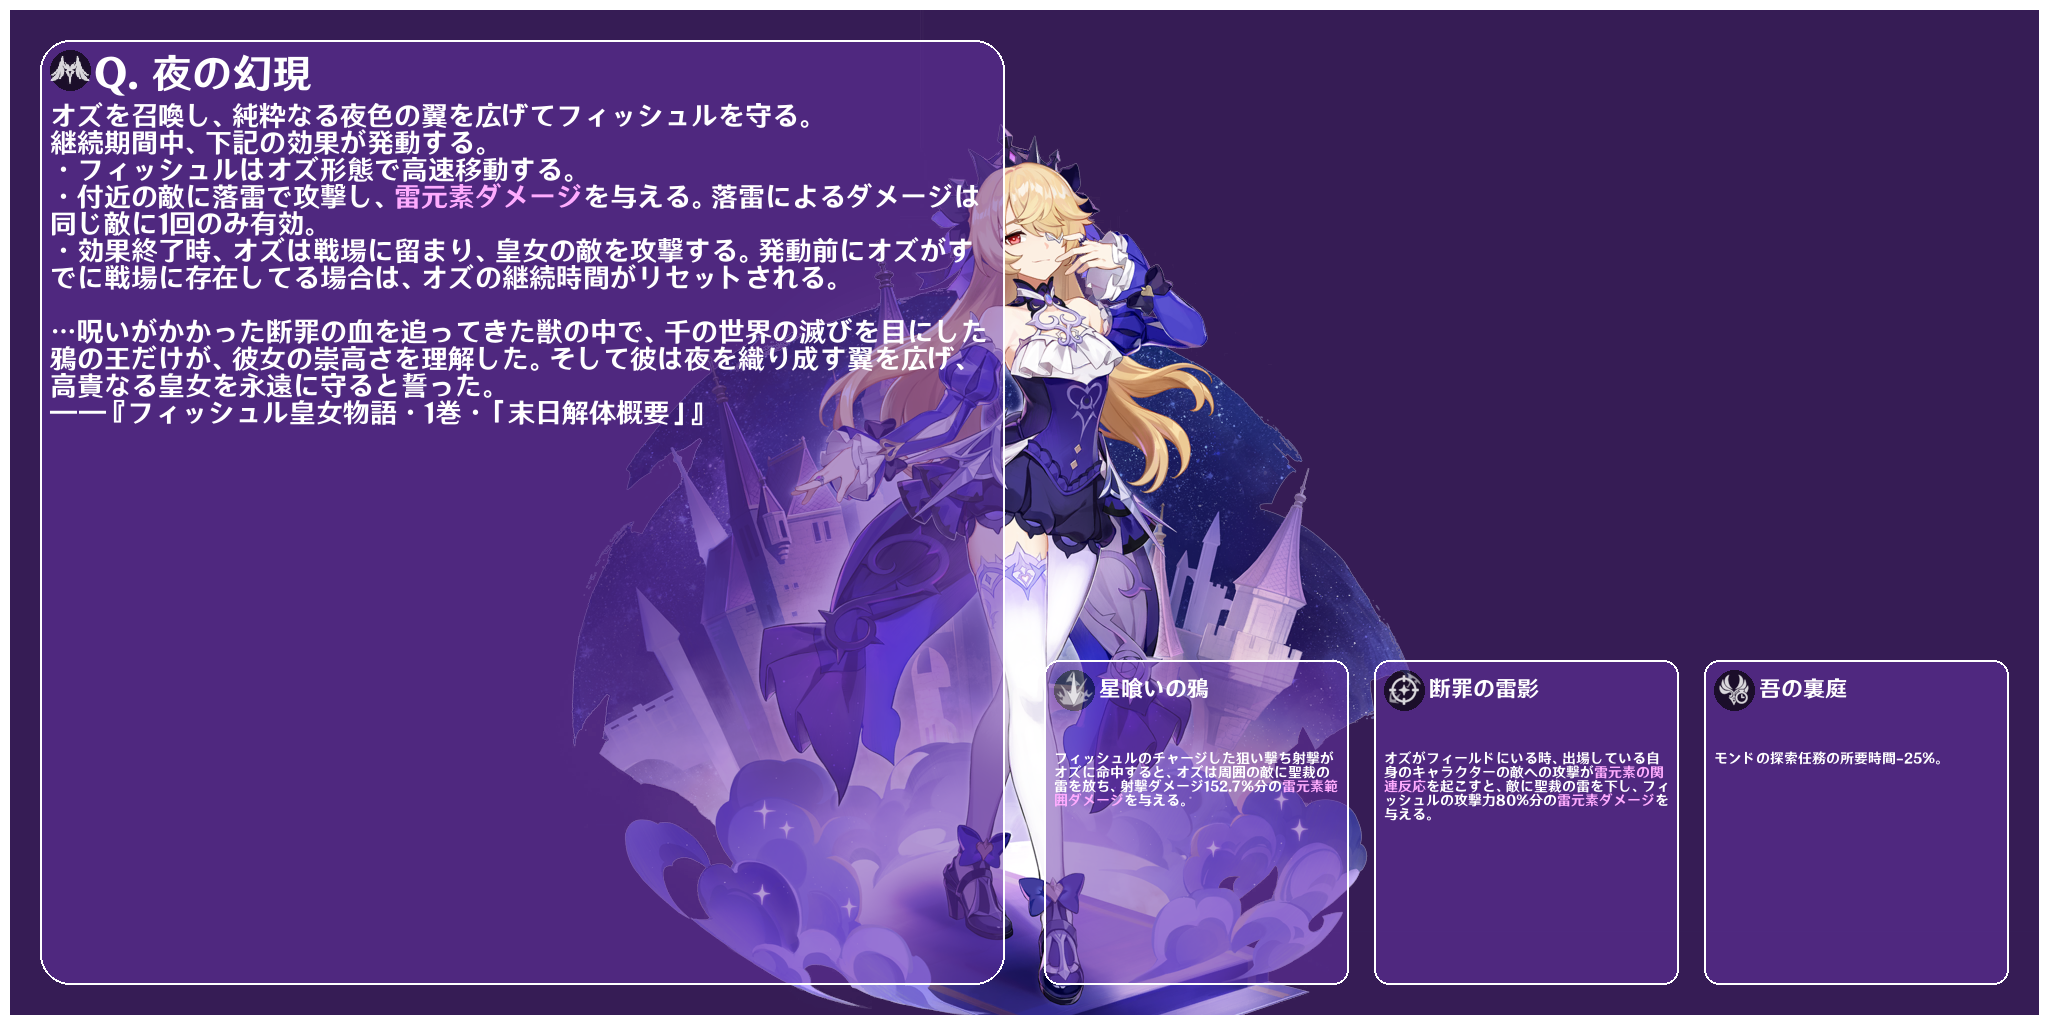 Q. 夜の幻現
オズを召喚し、純粋なる夜色の翼を広げてフィッシュルを守る。
継続期間中、下記の効果が発動する。
・フィッシュルはオズ形態で高速移動する。
・付近の敵に落雷で攻撃し、雷元素ダメージを与える。落雷によるダメージは
同じ敵に1回のみ有効。
・効果終了時、オズは戦場に留まり、皇女の敵を攻撃する。発動前にオズがす
でに戦場に存在してる場合は、オズの継続時間がリセットされる。
…呪いがかかった断罪の血を追ってきた獣の中で、千の世界の滅びを目にした
鴉の王だけが、彼女の崇高さを理解した。そして彼は夜を織り成す翼を広げ、
高貴なる皇女を永遠に守ると誓った。
——『フィッシュル皇女物語・1巻・「末日解体概要」』
星喰いの鴉
フィッシュルのチャージした狙い撃ち射撃が
オズに命中すると、オズは周囲の敵に聖裁の
雷を放ち、射撃ダメージ152.7%分の雷元素範
囲ダメージを与える。
断罪の雷影
オズがフィールドにいる時、出場している自
身のキャラクターの敵への攻撃が雷元素の関
連反応を起こすと、敵に聖裁の雷を下し、フィ
ッシュルの攻撃力80%分の雷元素ダメージを
与える。
吾の裏庭
モンドの探索任務の所要時間-25%。